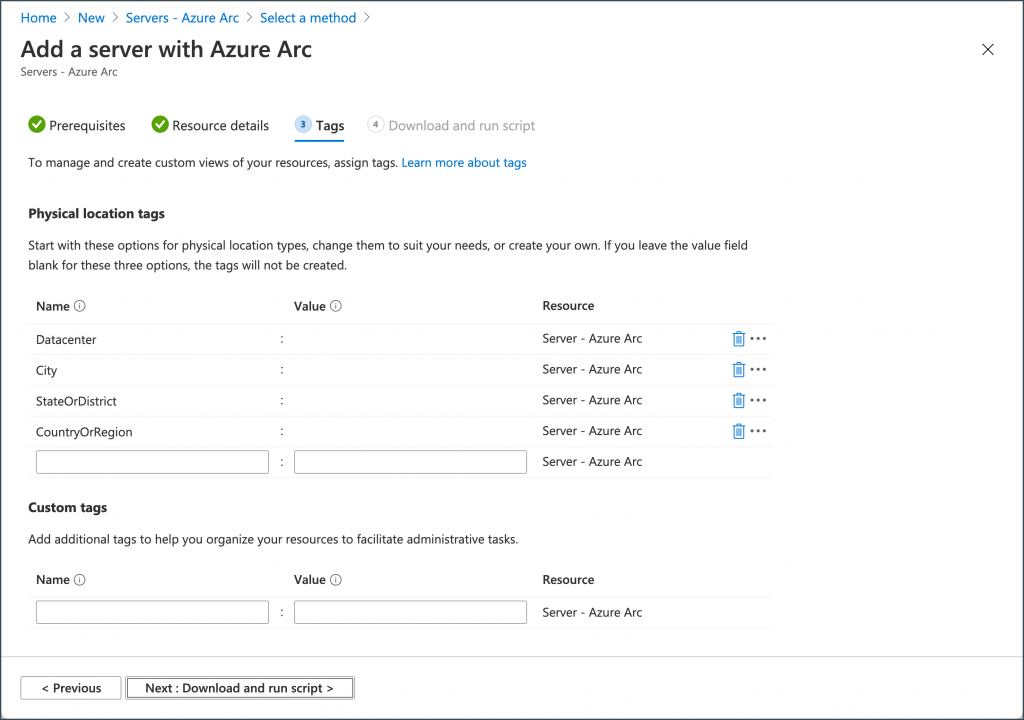 Home > New > Servers - Azure Arc > Select a method >
Add a server with Azure Arc
Servers - Azure Arc
Prerequisites Resource details 3 Tags 4 Download and run script
To manage and create custom views of your resources, assign tags. Learn more about tags
Physical location tags
Start with these options for physical location types, change them to suit your needs, or create your own. If you leave the value field
blank for these three options, the tags will not be created.
Name Value Resource
Datacenter : Server - Azure Arc
City : Server - Azure Arc
StateOrDistrict : Server - Azure Arc
CountryOrRegion : Server - Azure Arc
: Server - Azure Arc
Custom tags
Add additional tags to help you organize your resources to facilitate administrative tasks.
Name Value Resource
: Server - Azure Arc
< Previous Next : Download and run script >